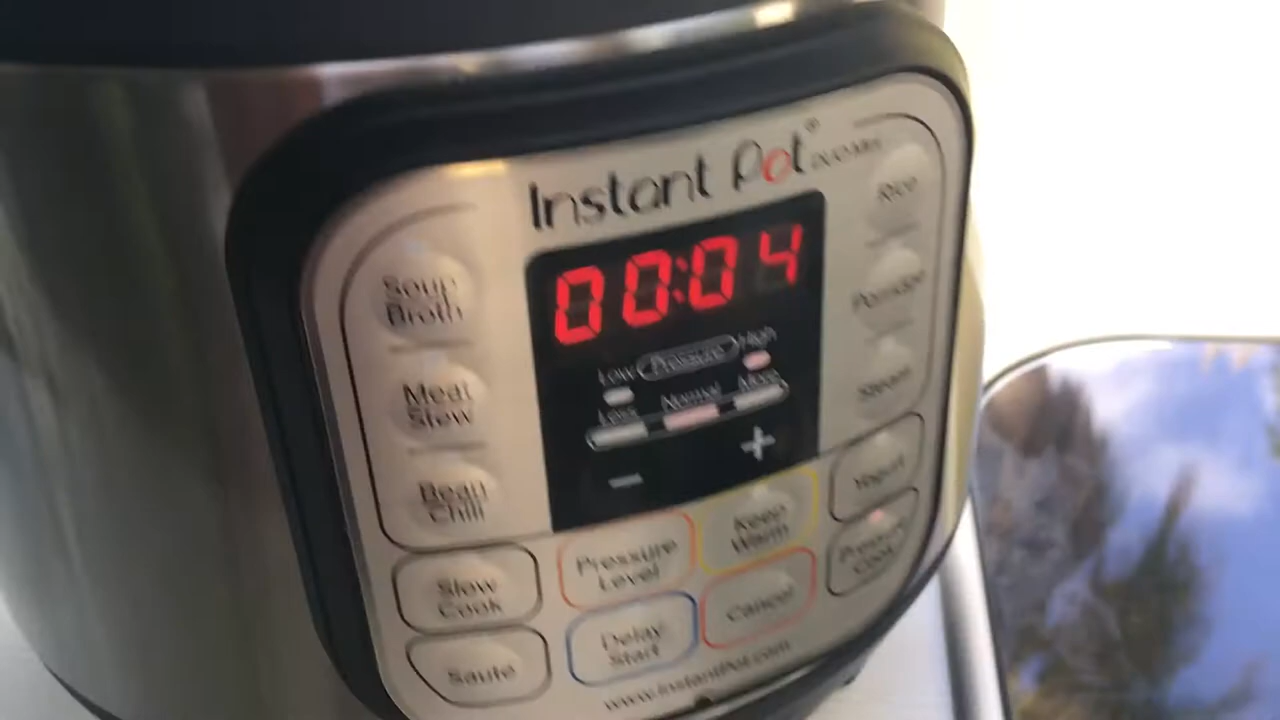 Instant Pot®
Rice
Soup
Broth
00:04
Porridge
Low Pressure High
Meat
Stew
Less Normal More
Steam
- +
Bean
Chili
Pressure
Level
Keep
Warm
Yogurt
Slow
Cook
Pressure
Cook
Delay
Start
Cancel
Saute
www.InstantPot.com